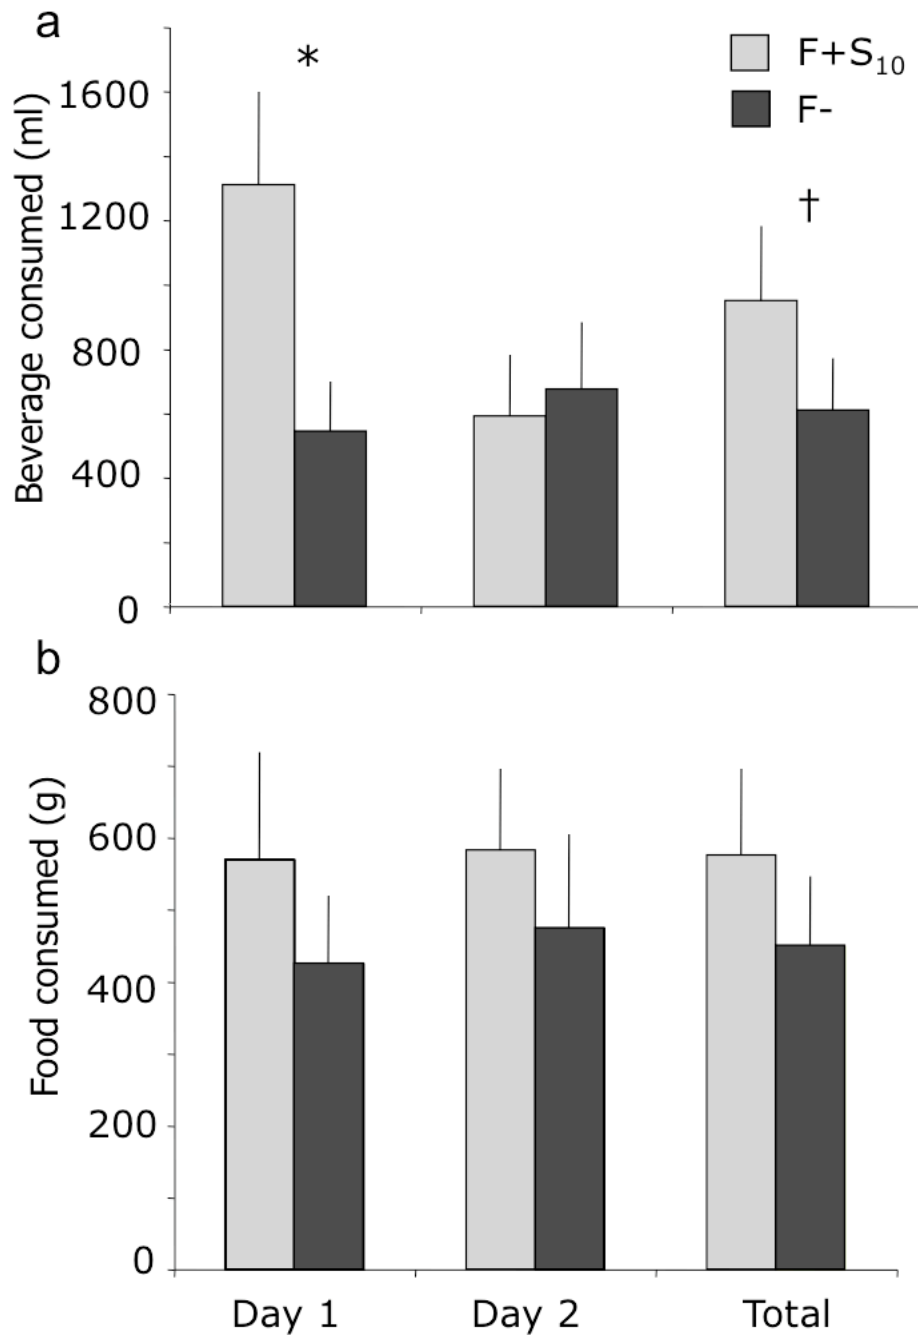 a
*
F+S10
F-
†
Beverage consumed (ml)
1600
1200
800
400
0
b
Food consumed (g)
800
600
400
200
0
Day 1 Day 2 Total